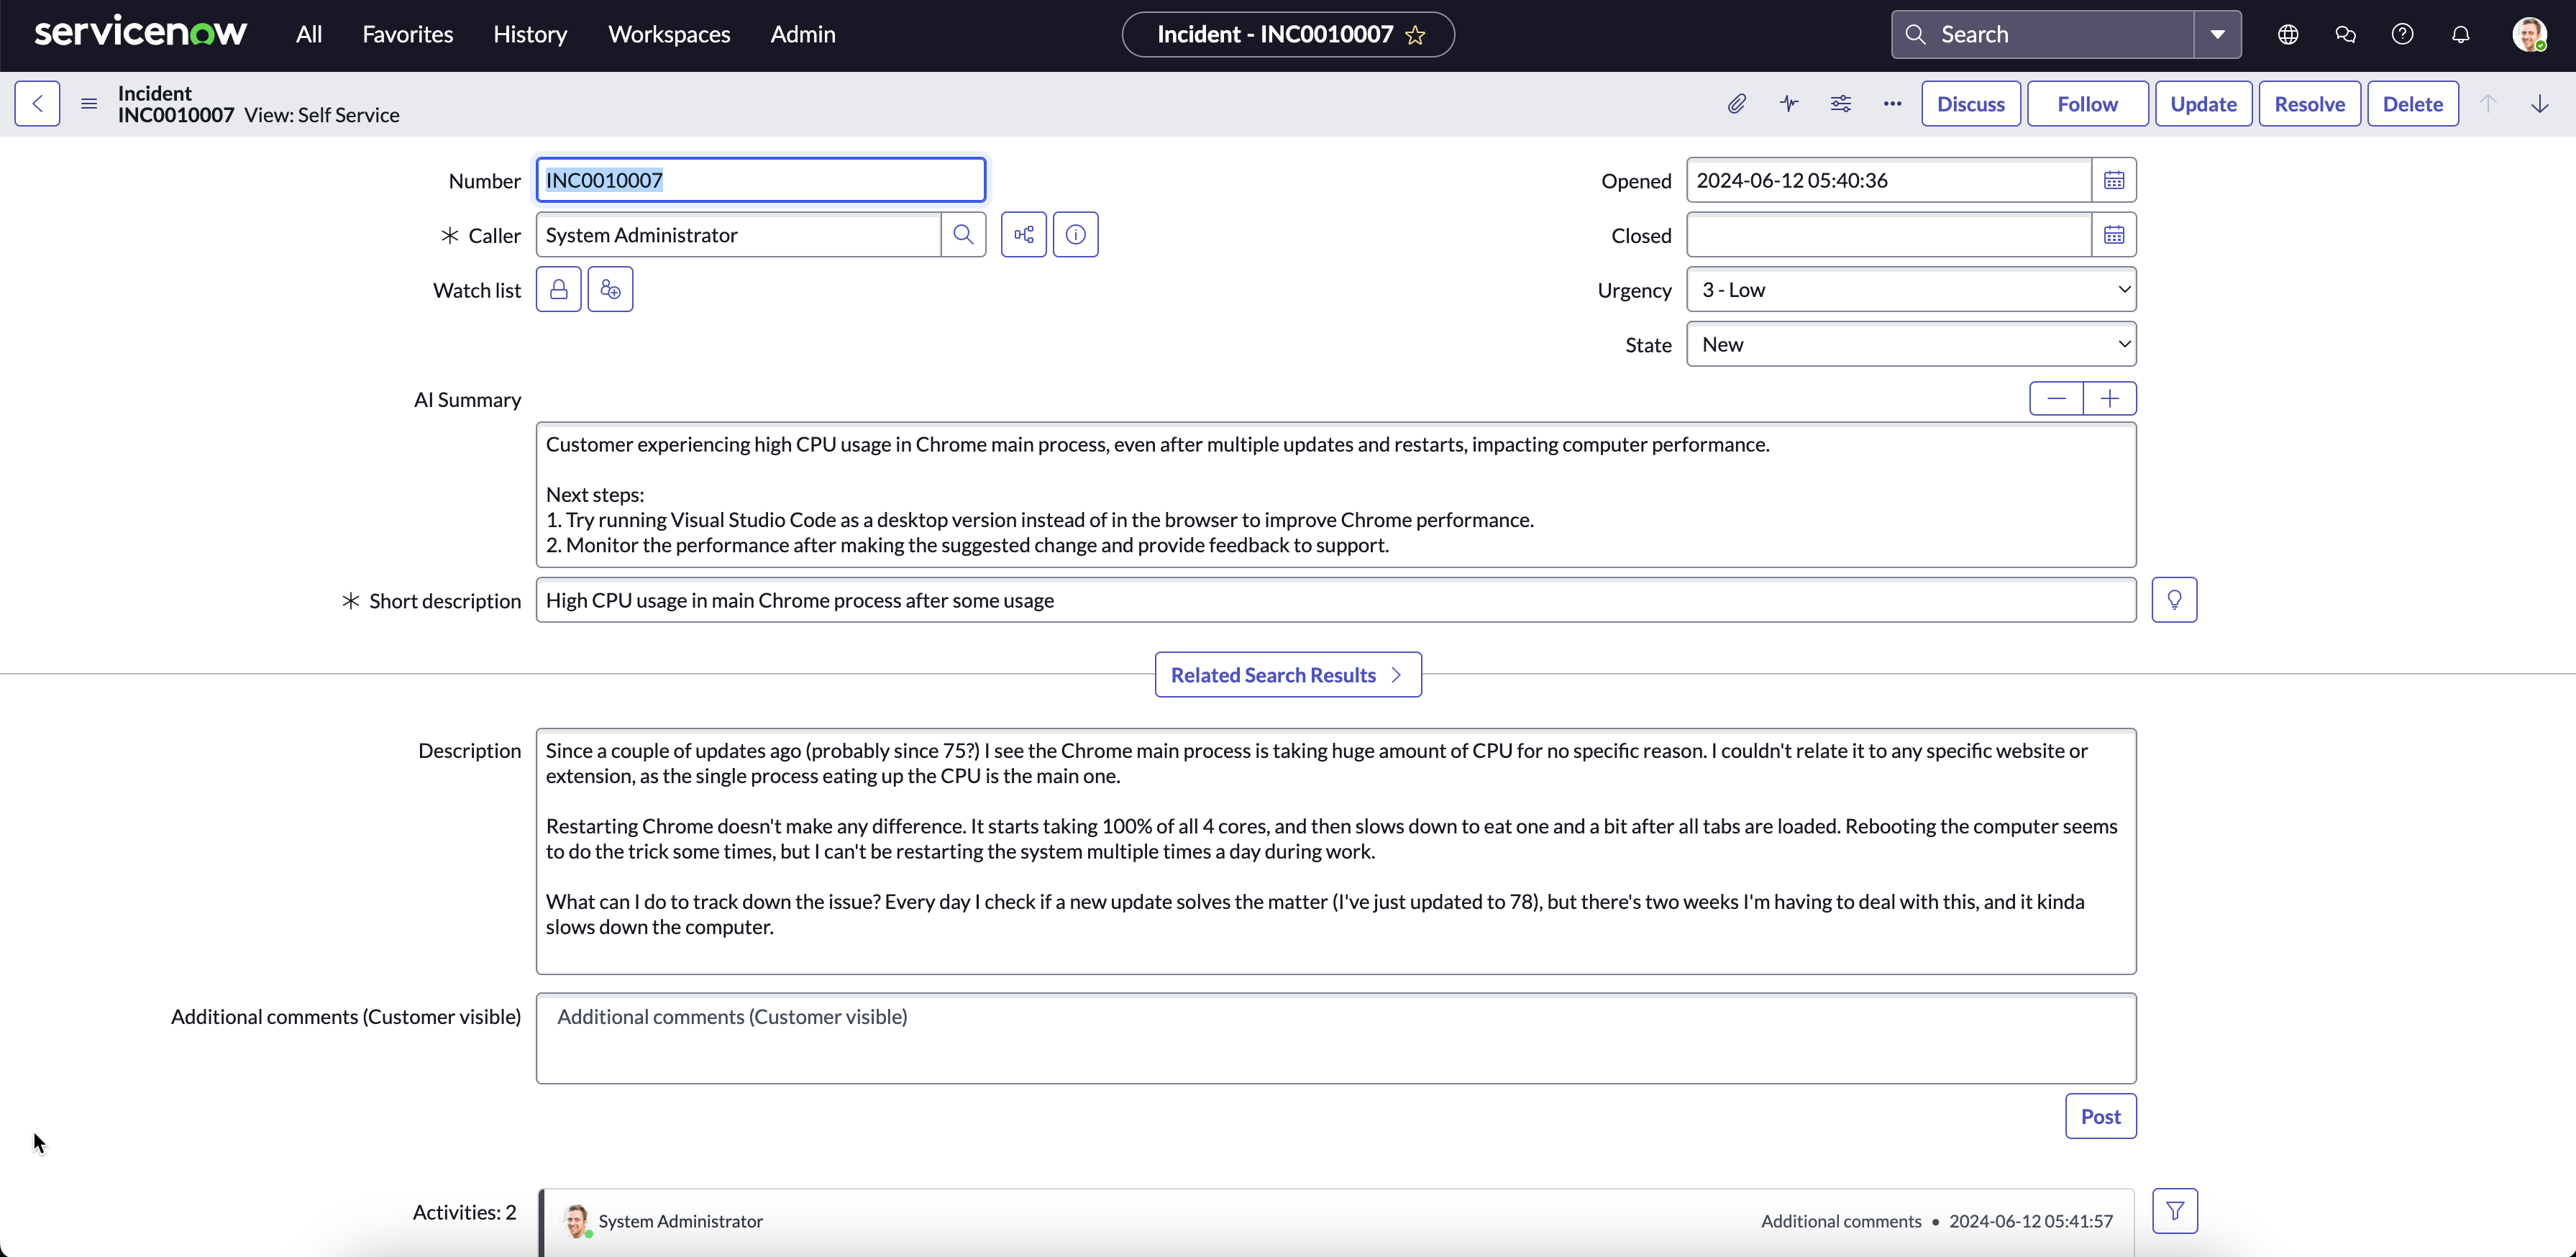 servicenow All Favorites History Workspaces Admin Incident - INC0010007 Search
Incident
INC0010007 View: Self Service Discuss Follow Update Resolve Delete
Number INC0010007 Opened 2024-06-12 05:40:36
Caller System Administrator Closed
Watch list Urgency 3 - Low
State New
AI Summary
Customer experiencing high CPU usage in Chrome main process, even after multiple updates and restarts, impacting computer performance.
Next steps:
1. Try running Visual Studio Code as a desktop version instead of in the browser to improve Chrome performance.
2. Monitor the performance after making the suggested change and provide feedback to support.
Short description High CPU usage in main Chrome process after some usage
Related Search Results
Description Since a couple of updates ago (probably since 75?) I see the Chrome main process is taking huge amount of CPU for no specific reason. I couldn't relate it to any specific website or
extension, as the single process eating up the CPU is the main one.
Restarting Chrome doesn't make any difference. It starts taking 100% of all 4 cores, and then slows down to eat one and a bit after all tabs are loaded. Rebooting the computer seems
to do the trick some times, but I can't be restarting the system multiple times a day during work.
What can I do to track down the issue? Every day I check if a new update solves the matter (I've just updated to 78), but there's two weeks I'm having to deal with this, and it kinda
slows down the computer.
Additional comments (Customer visible) Additional comments (Customer visible)
Post
Activities: 2 System Administrator Additional comments • 2024-06-12 05:41:57